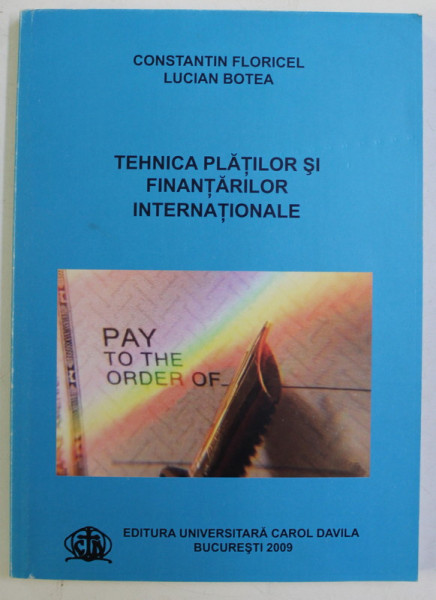 CONSTANTIN FLORICEL
LUCIAN BOTEA
TEHNICA PLĂȚILOR ȘI
FINANȚĂRILOR
INTERNAȚIONALE
PAY
TO THE
ORDER OF
EDITURA UNIVERSITARĂ CAROL DAVILA
BUCUREȘTI 2009